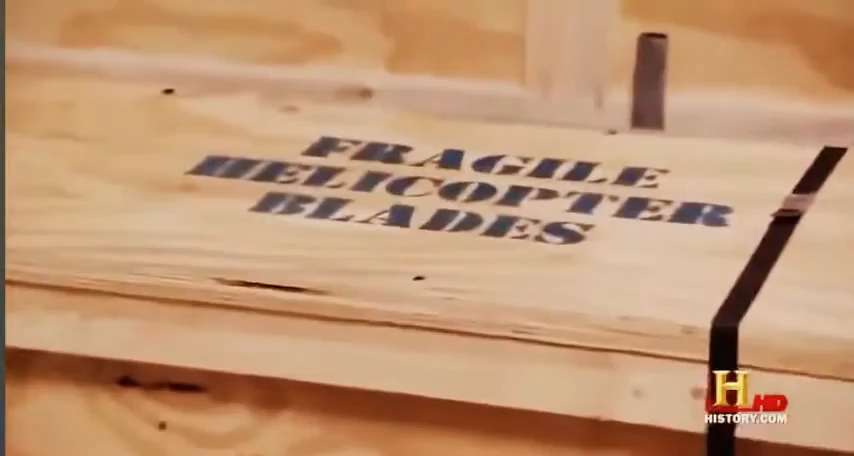 FRAGILE
HELICOPTER
BLADES
H HD
HISTORY.COM